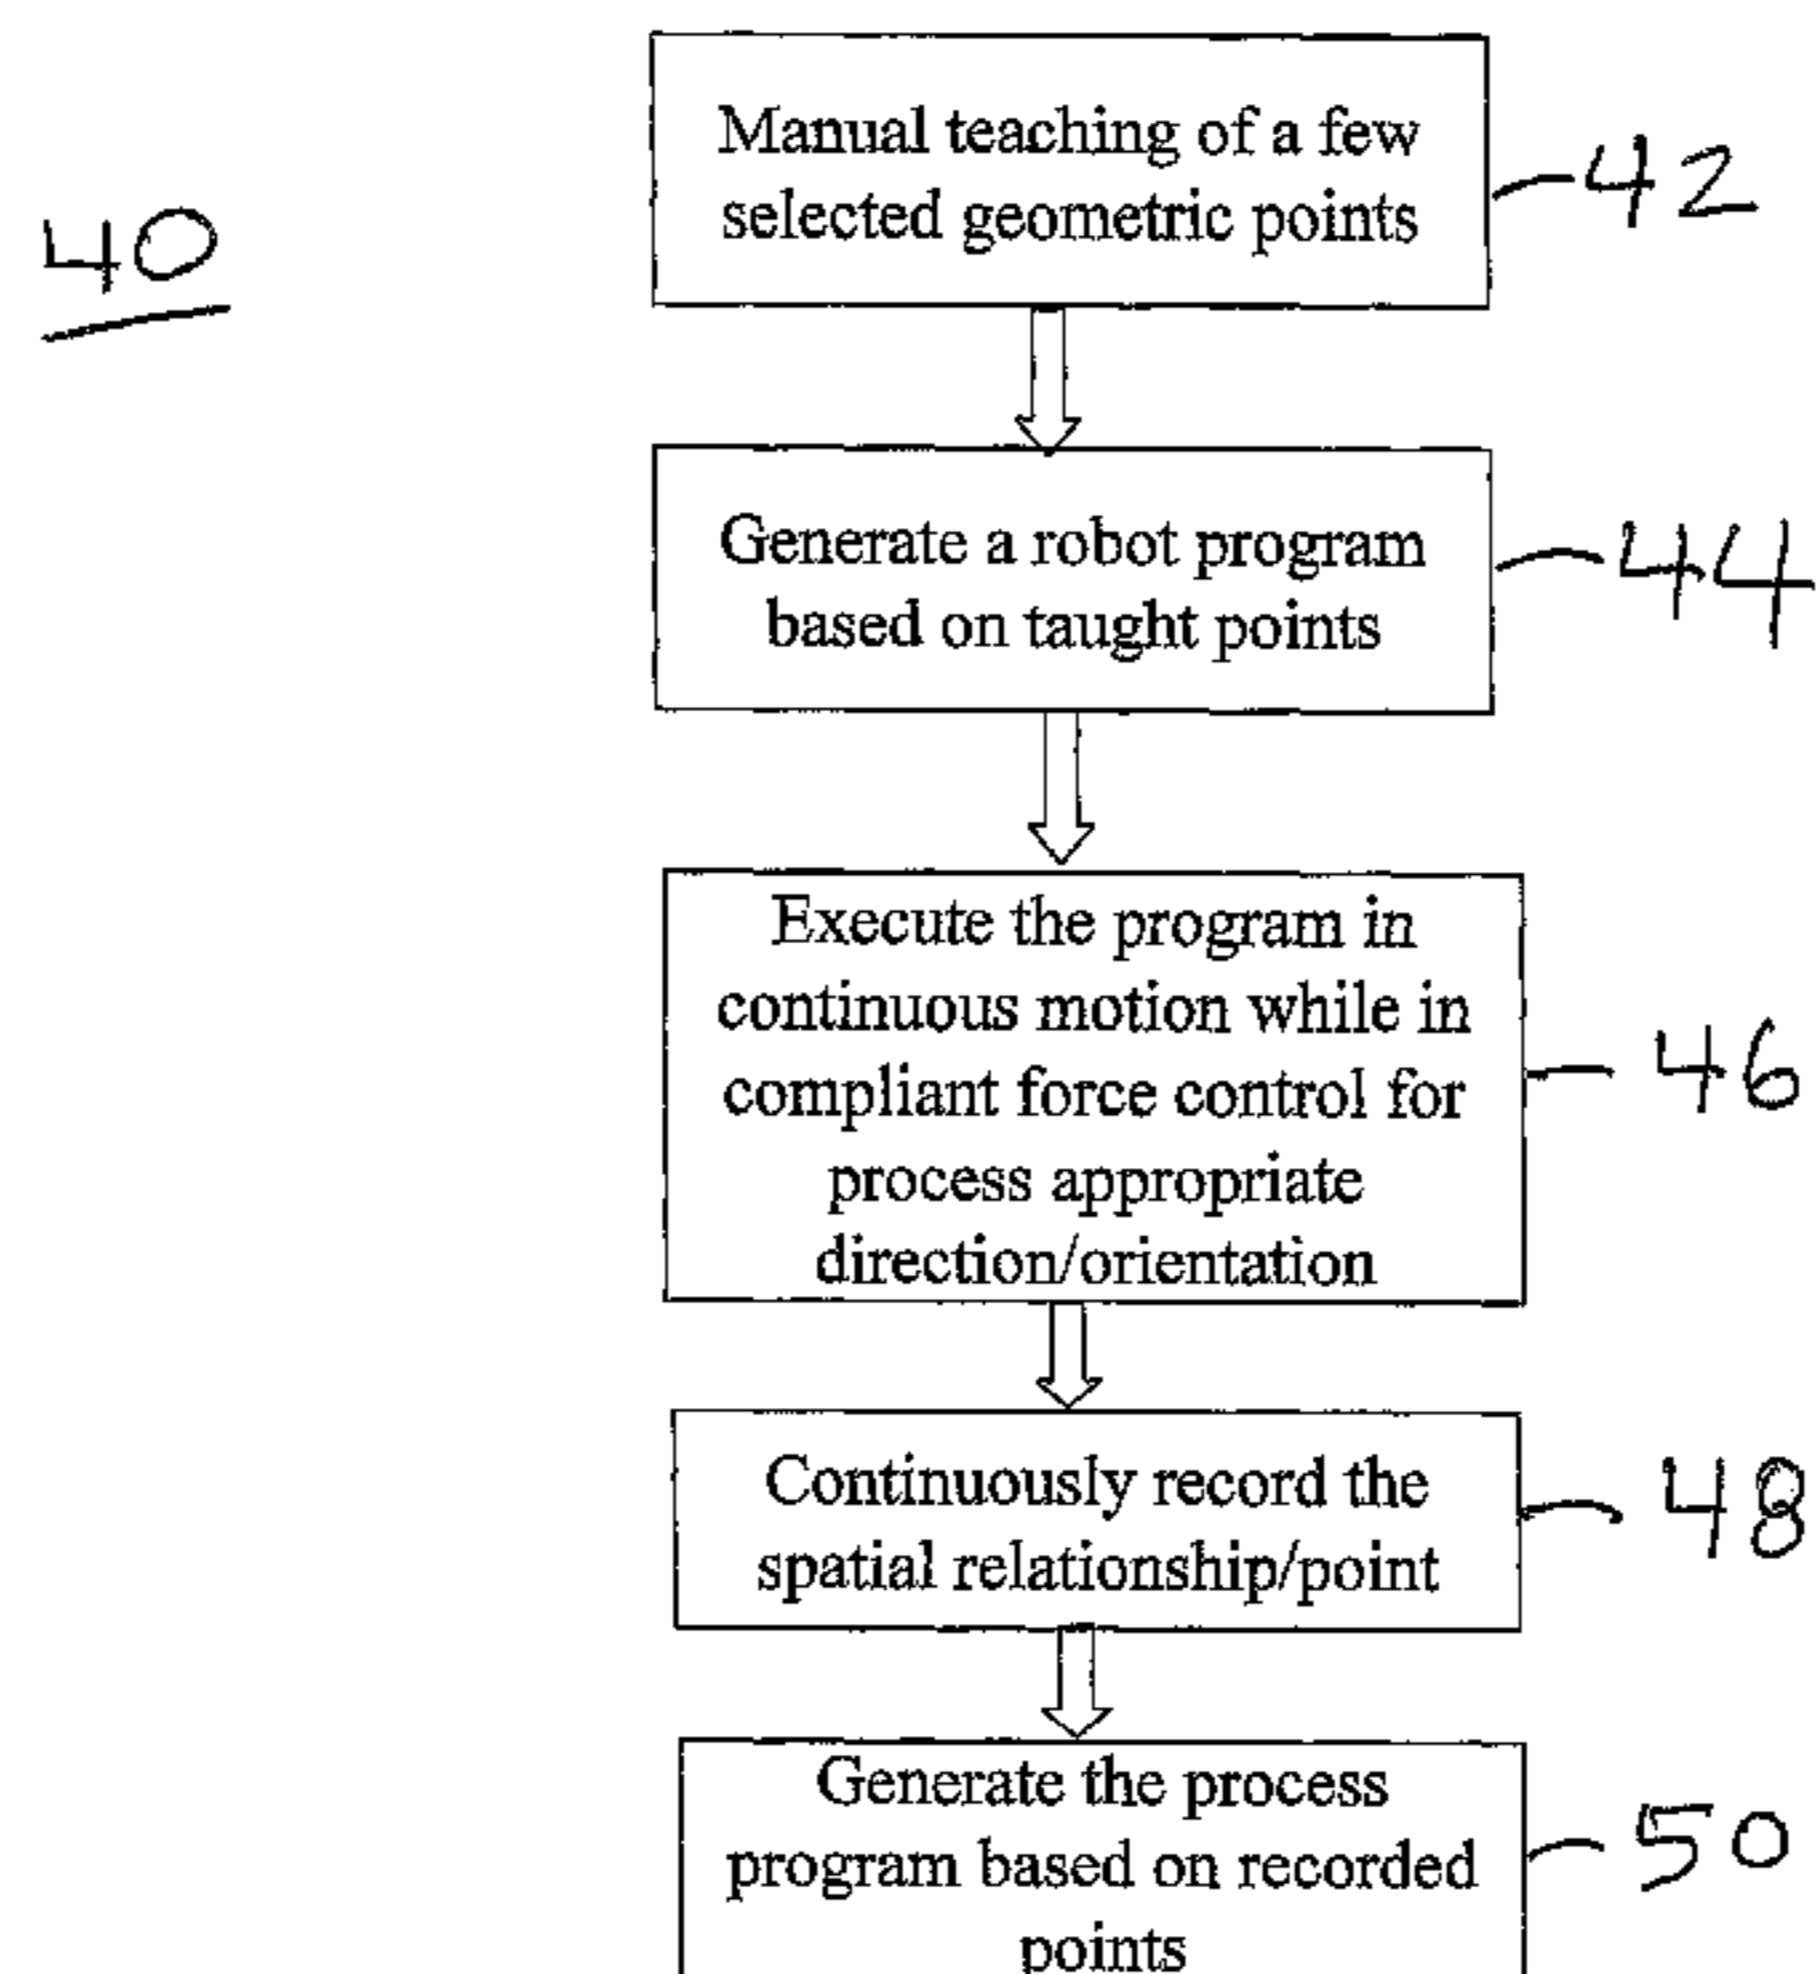 40
Manual teaching of a few
selected geometric points
42
Generate a robot program
based on taught points
44
Execute the program in
continuous motion while in
compliant force control for
process appropriate
direction/orientation
46
Continuously record the
spatial relationship/point
48
Generate the process
program based on recorded
points
50